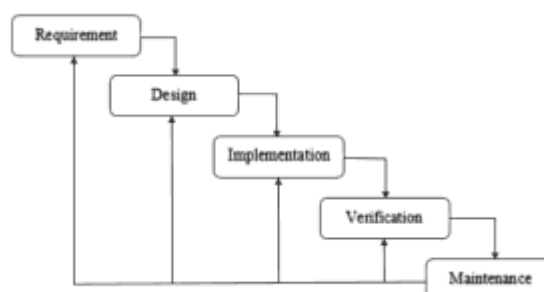 Requirement
Design
Implementation
Verification
Maintenance